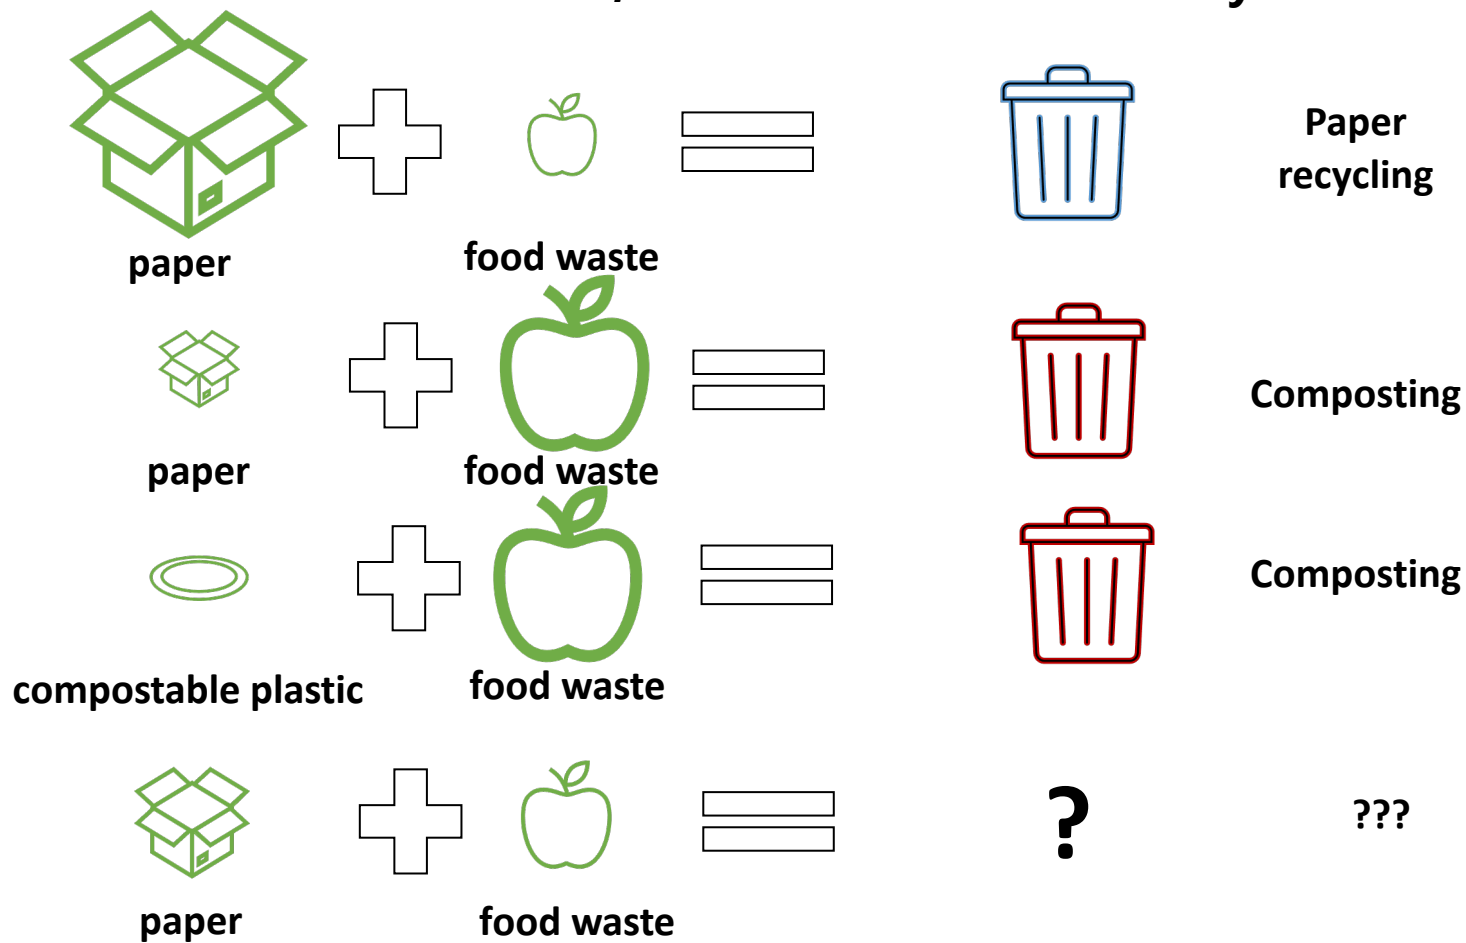 Paper
recycling
paper
food waste
Composting
paper
food waste
Composting
compostable plastic
food waste
?
???
paper
food waste